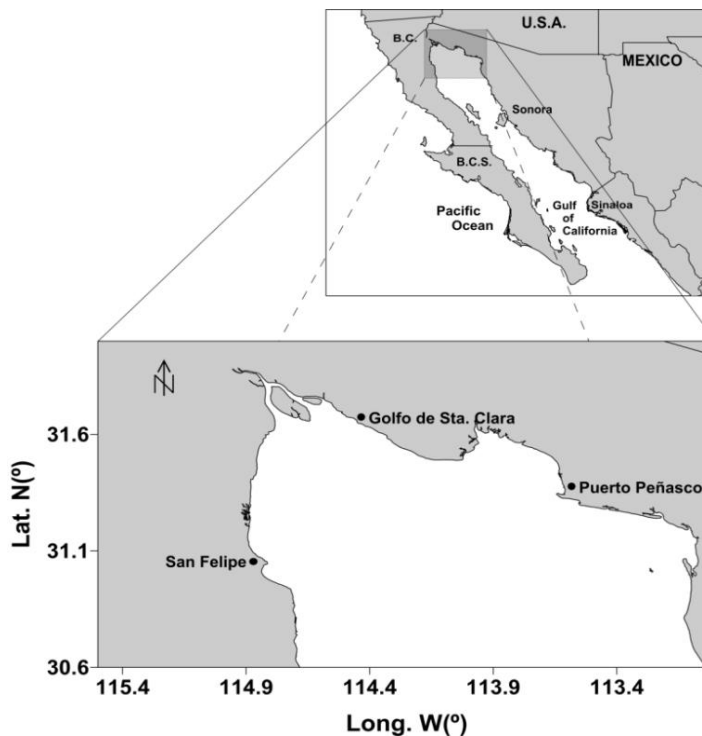 U.S.A.
B.C.
MEXICO
Sonora
B.C.S.
Sinaloa
Gulf
of
California
Pacific
Ocean
N
Golfo de Sta. Clara
31.6
Puerto Peñasco
Lat. N(º)
31.1
San Felipe
30.6
115.4 114.9 114.4 113.9 113.4
Long. W(º)